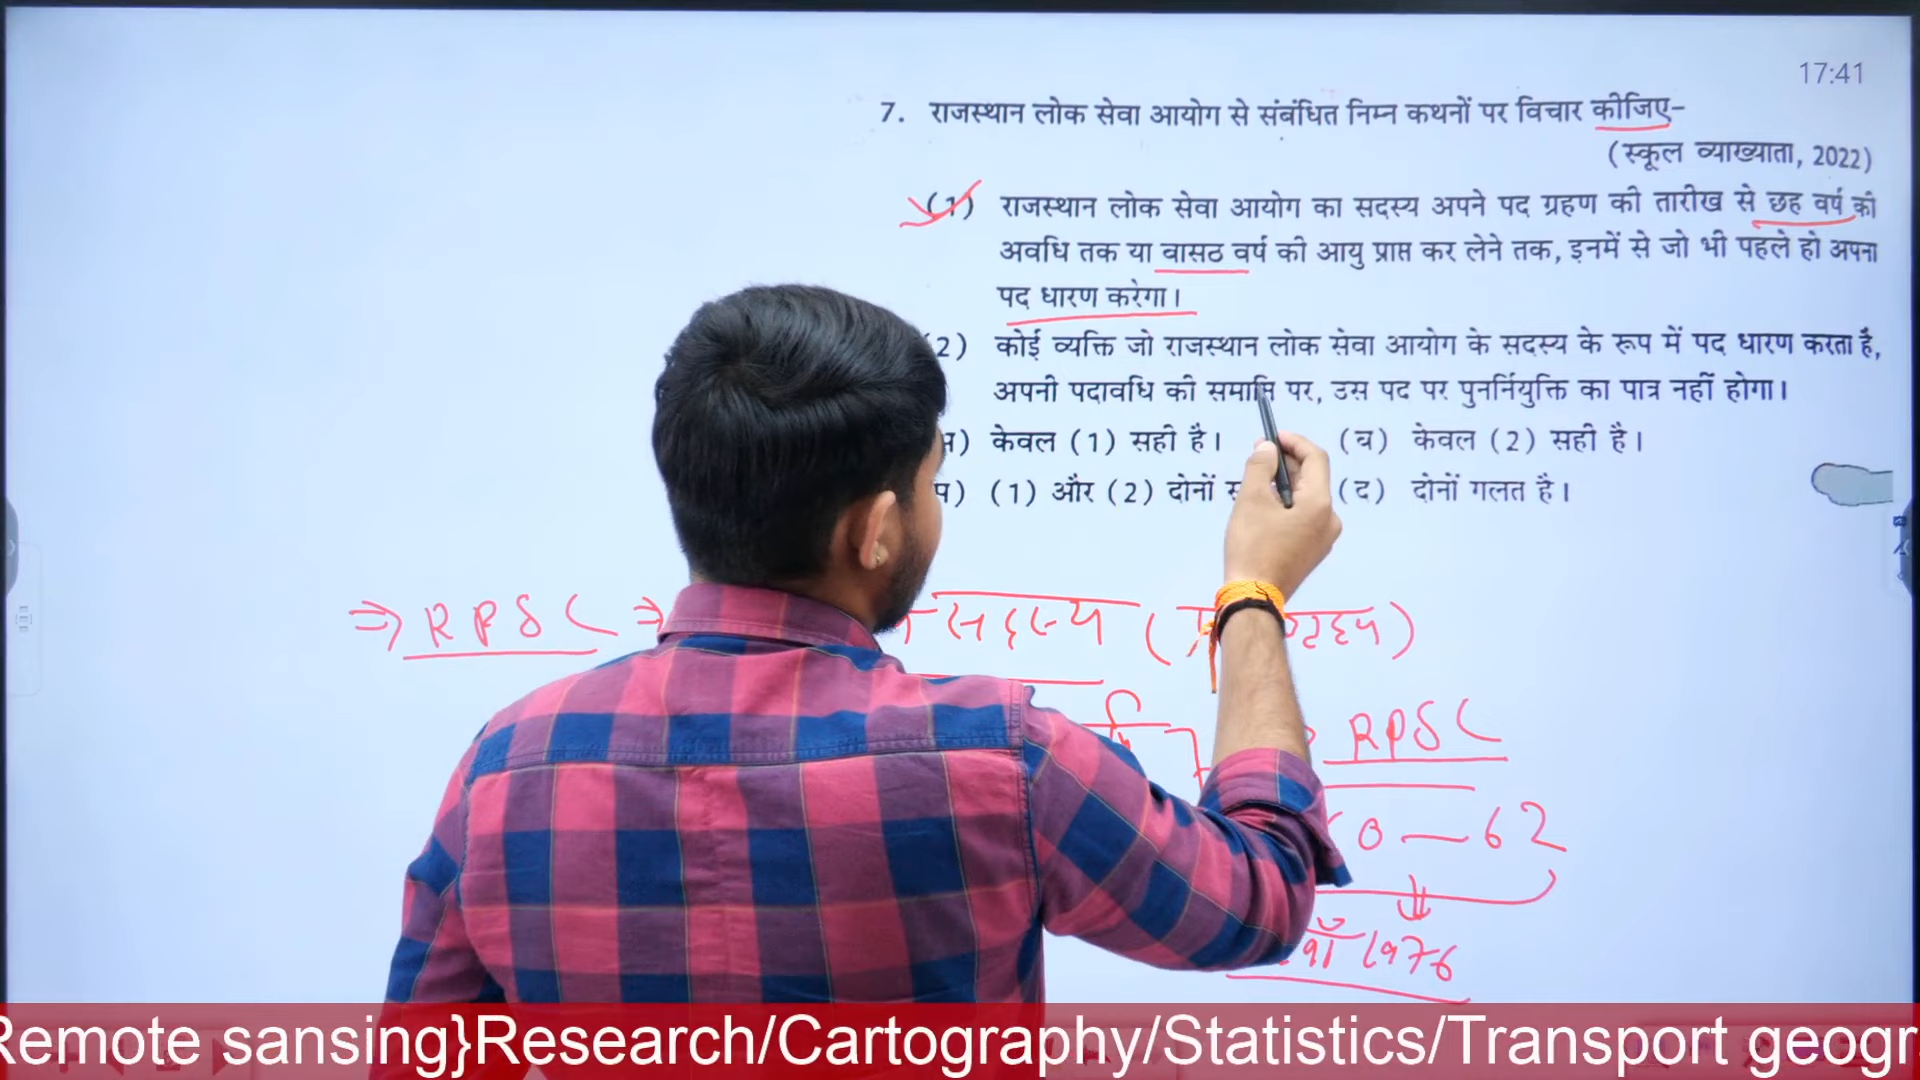 17:41
7. राजस्थान लोक सेवा आयोग से संबंधित निम्न कथनों पर विचार कीजिए-
(स्कूल व्याख्याता, 2022)
(1) राजस्थान लोक सेवा आयोग का सदस्य अपने पद ग्रहण की तारीख से छह वर्ष की
अवधि तक या बासठ वर्ष की आयु प्राप्त कर लेने तक, इनमें से जो भी पहले हो अपना
पद धारण करेगा।
2) कोई व्यक्ति जो राजस्थान लोक सेवा आयोग के सदस्य के रूप में पद धारण करता है,
अपनी पदावधि की समाप्ति पर, उस पद पर पुनर्नियुक्ति का पात्र नहीं होगा।
केवल (1) सही है। (ब) केवल (2) सही है।
(1) और (2) दोनों (द) दोनों गलत है।
⇒ RPSC ⇒ सदस्य
RPSC
60 — 62
1976
Remote sansing}Research/Cartography/Statistics/Transport geogr